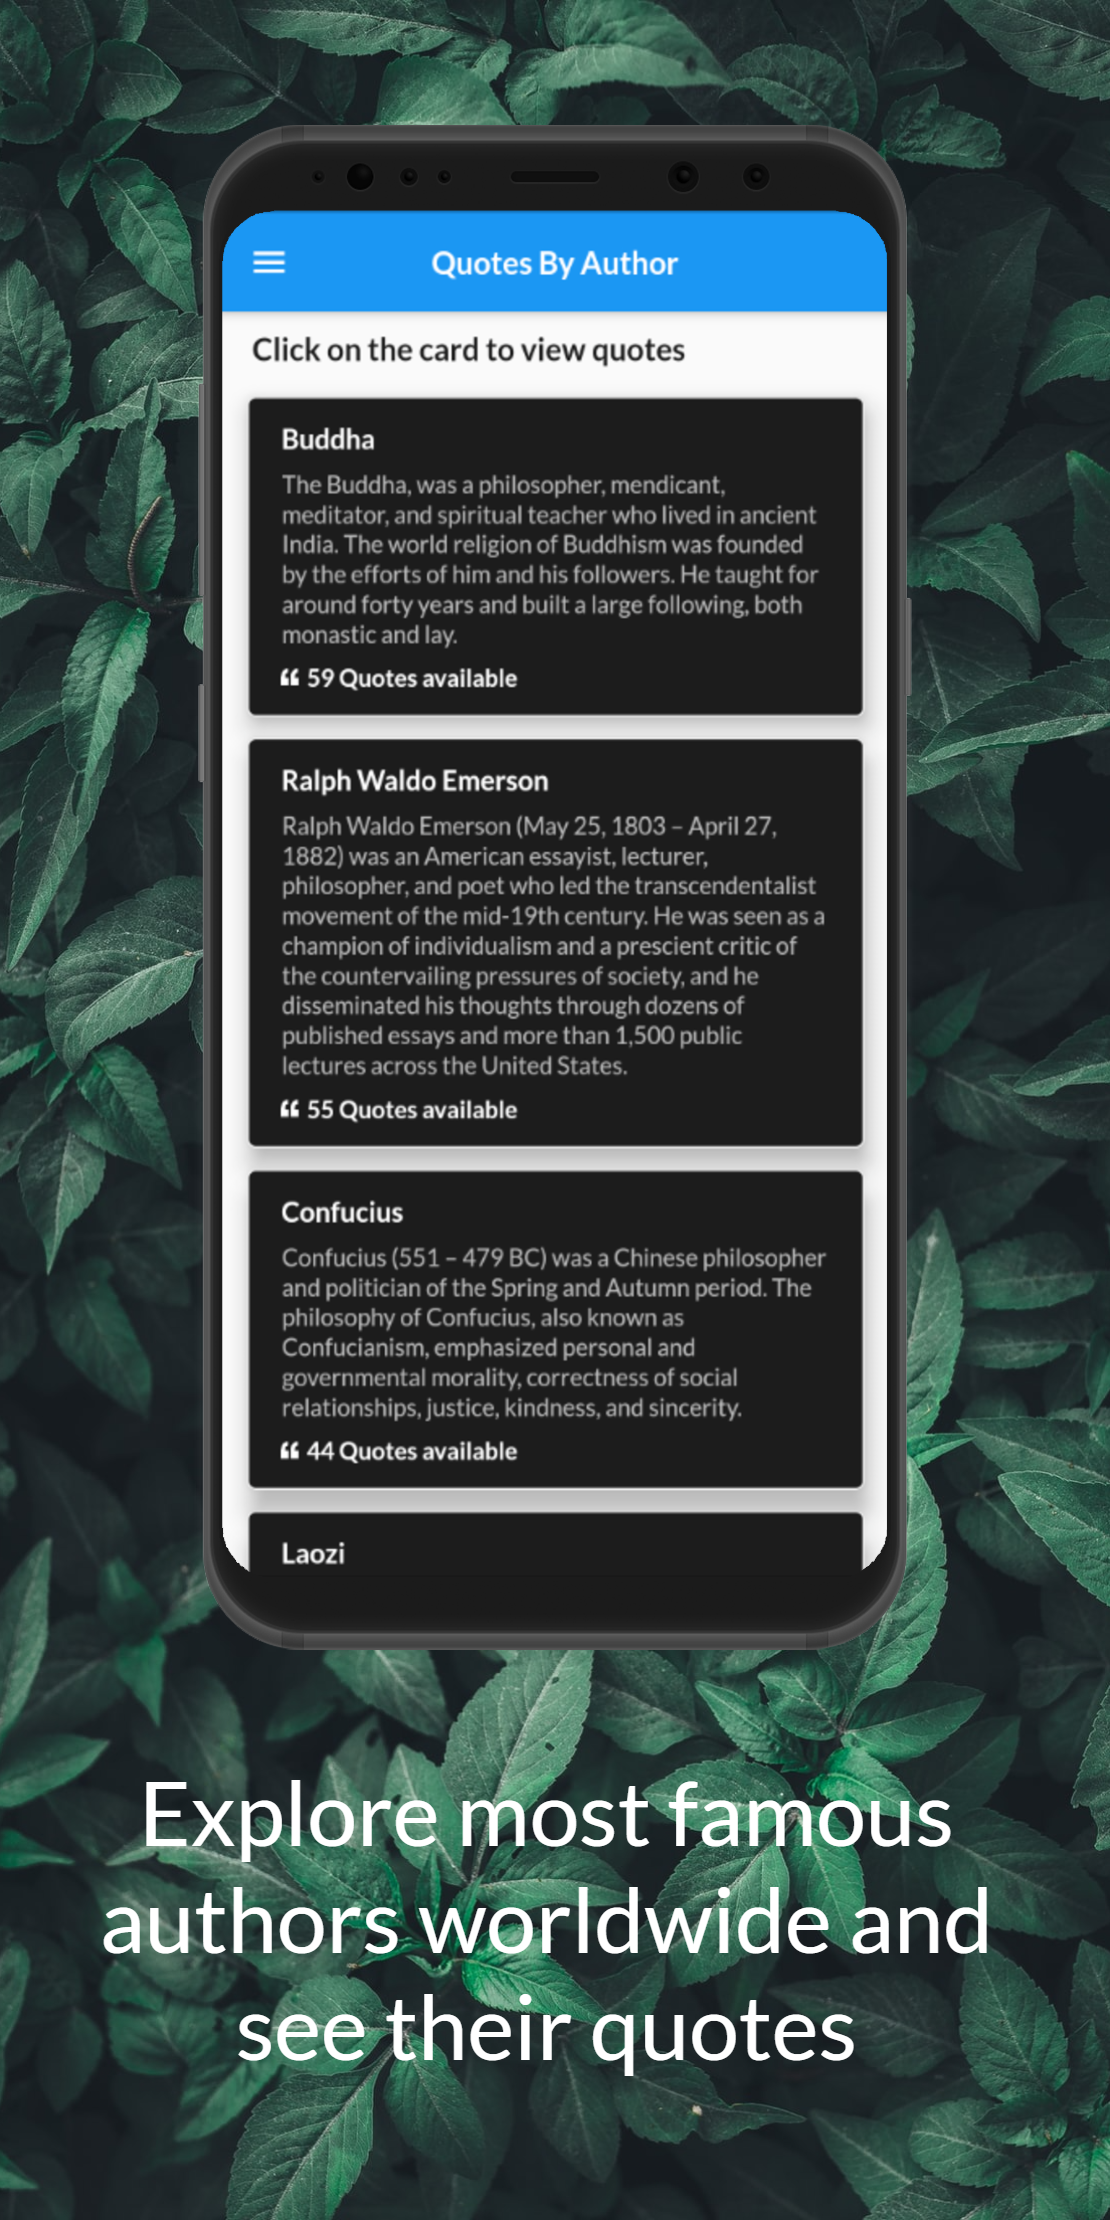 Quotes By Author
Click on the card to view quotes
Buddha
The Buddha, was a philosopher, mendicant,
meditator, and spiritual teacher who lived in ancient
India. The world religion of Buddhism was founded
by the efforts of him and his followers. He taught for
around forty years and built a large following, both
monastic and lay.
59 Quotes available
Ralph Waldo Emerson
Ralph Waldo Emerson (May 25, 1803 – April 27,
1882) was an American essayist, lecturer,
philosopher, and poet who led the transcendentalist
movement of the mid-19th century. He was seen as a
champion of individualism and a prescient critic of
the countervailing pressures of society, and he
disseminated his thoughts through dozens of
published essays and more than 1,500 public
lectures across the United States.
55 Quotes available
Confucius
Confucius (551 – 479 BC) was a Chinese philosopher
and politician of the Spring and Autumn period. The
philosophy of Confucius, also known as
Confucianism, emphasized personal and
governmental morality, correctness of social
relationships, justice, kindness, and sincerity.
44 Quotes available
Laozi
Explore most famous
authors worldwide and
see their quotes